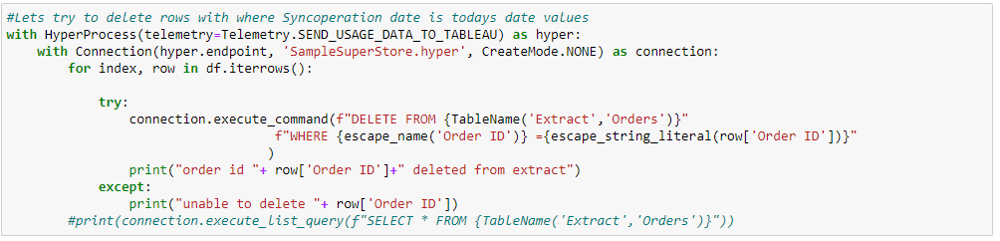 #Lets try to delete rows with where Syncoperation date is todays date values
with HyperProcess(telemetry=Telemetry.SEND_USAGE_DATA_TO_TABLEAU) as hyper:
    with Connection(hyper.endpoint, 'SampleSuperStore.hyper', CreateMode.NONE) as connection:
        for index, row in df.iterrows():
            try:
                connection.execute_command(f"DELETE FROM {TableName('Extract','Orders')}"
                                   f"WHERE {escape_name('Order ID')} ={escape_string_literal(row['Order ID'])}"
                                  )
                print("order id "+ row['Order ID']+" deleted from extract")
            except:
                print("unable to delete "+ row['Order ID'])
        #print(connection.execute_list_query(f"SELECT * FROM {TableName('Extract','Orders')}"))